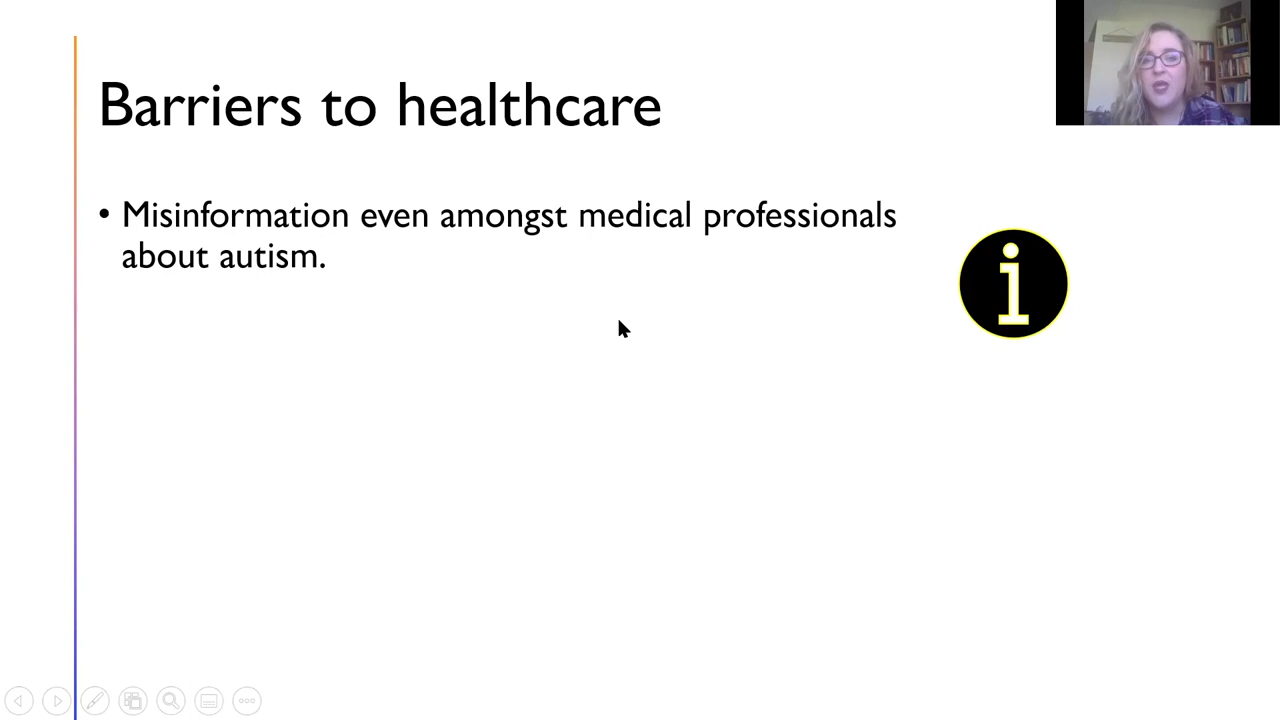 Barriers to healthcare
• Misinformation even amongst medical professionals
about autism.
i